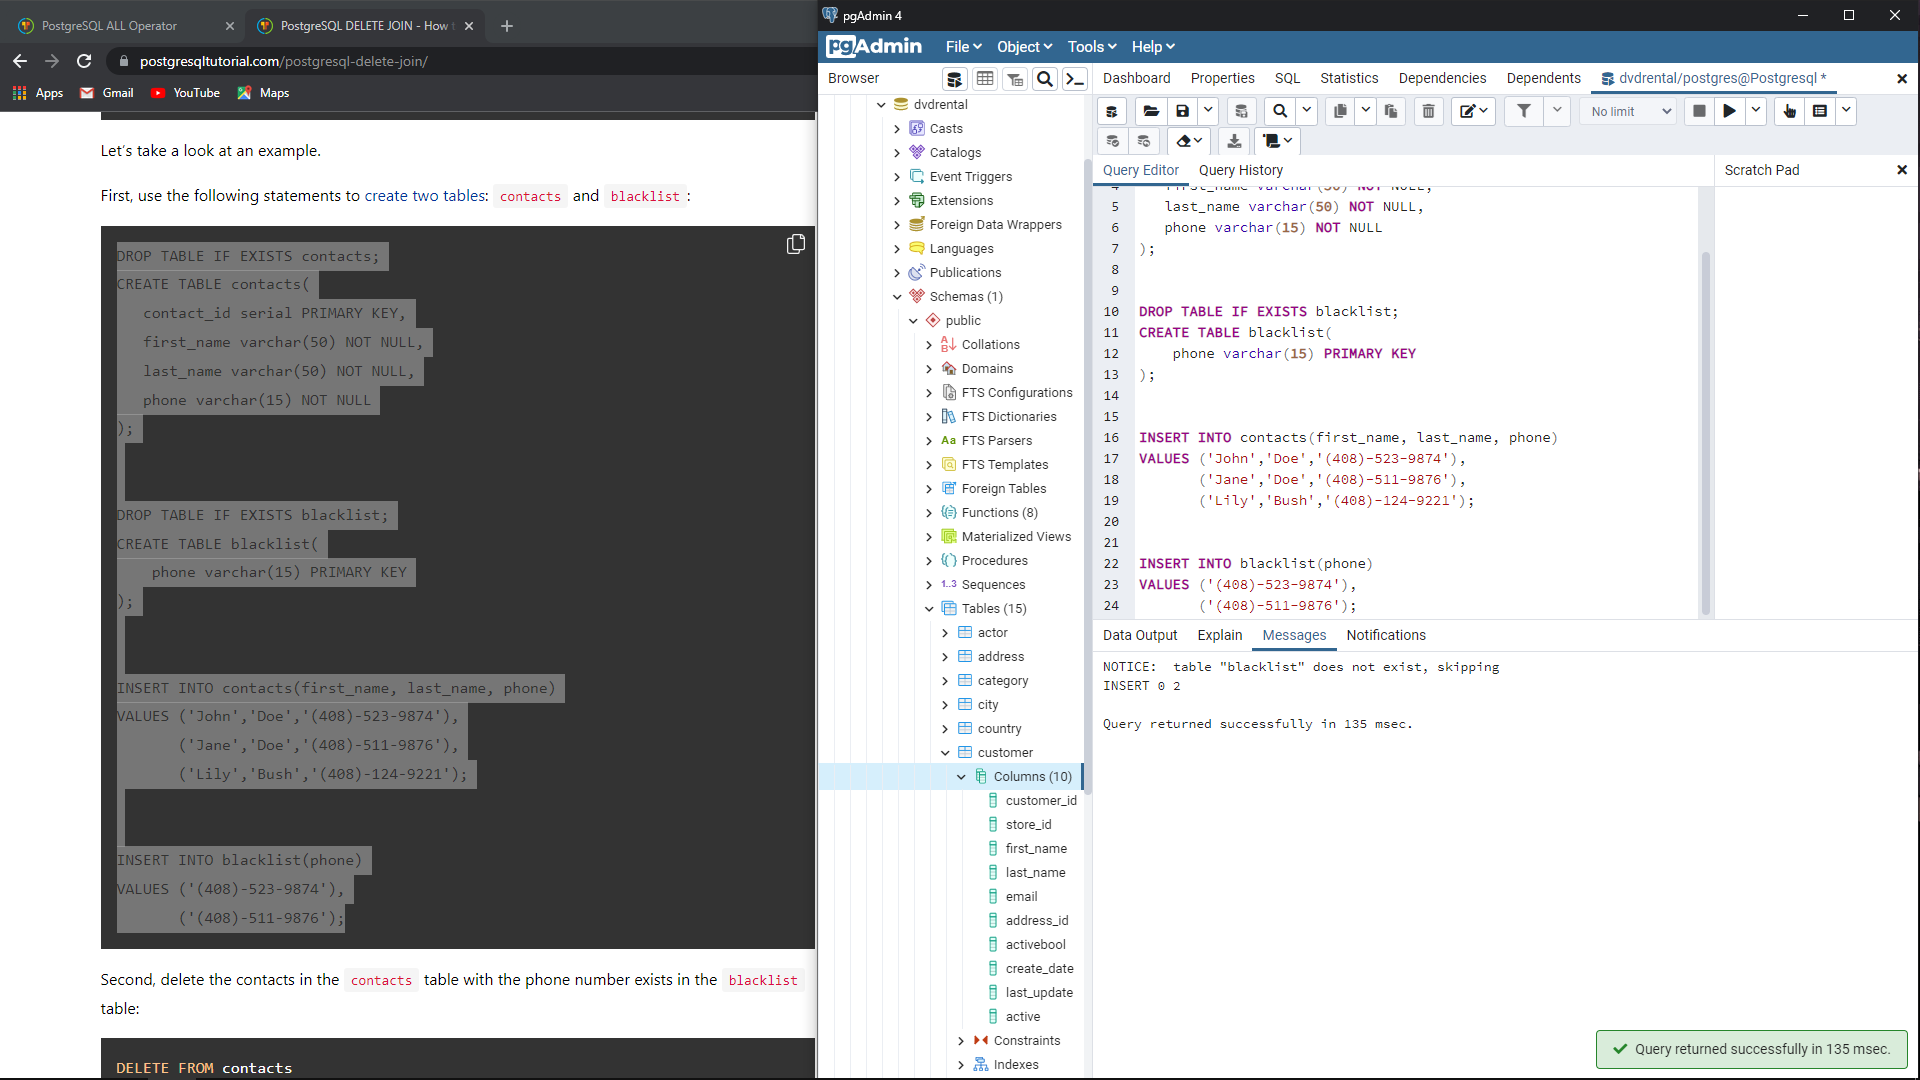 PostgreSQL ALL Operator
PostgreSQL DELETE JOIN - How
postgresqltutorial.com/postgresql-delete-join/
Apps
Gmail
YouTube
Maps
Let's take a look at an example.
First, use the following statements to create two tables: contacts and blacklist :
DROP TABLE IF EXISTS contacts;
CREATE TABLE contacts(
contact_id serial PRIMARY KEY,
first_name varchar(50) NOT NULL,
last_name varchar(50) NOT NULL,
phone varchar(15) NOT NULL
);
DROP TABLE IF EXISTS blacklist;
CREATE TABLE blacklist(
phone varchar(15) PRIMARY KEY
);
INSERT INTO contacts(first_name, last_name, phone)
VALUES ('John','Doe','(408)-523-9874'),
('Jane','Doe','(408)-511-9876'),
('Lily','Bush','(408)-124-9221');
INSERT INTO blacklist(phone)
VALUES ('(408)-523-9874'),
('(408)-511-9876');
Second, delete the contacts in the contacts table with the phone number exists in the blacklist
table:
DELETE FROM contacts
pgAdmin 4
pgAdmin
File
Object
Tools
Help
Browser
dvdrental
Casts
Catalogs
Event Triggers
Extensions
Foreign Data Wrappers
Languages
Publications
Schemas (1)
public
Collations
Domains
FTS Configurations
FTS Dictionaries
Aa FTS Parsers
FTS Templates
Foreign Tables
Functions (8)
Materialized Views
Procedures
1..3 Sequences
Tables (15)
actor
address
category
city
country
customer
Columns (10)
customer_id
store_id
first_name
last_name
email
address_id
activebool
create_date
last_update
active
Constraints
Indexes
Dashboard
Properties
SQL
Statistics
Dependencies
Dependents
dvdrental/postgres@Postgresql *
No limit
Query Editor
Query History
Scratch Pad
4 first_name varchar(50) NOT NULL,
5 last_name varchar(50) NOT NULL,
6 phone varchar(15) NOT NULL
7 );
8
9
10 DROP TABLE IF EXISTS blacklist;
11 CREATE TABLE blacklist(
12 phone varchar(15) PRIMARY KEY
13 );
14
15
16 INSERT INTO contacts(first_name, last_name, phone)
17 VALUES ('John','Doe','(408)-523-9874'),
18 ('Jane','Doe','(408)-511-9876'),
19 ('Lily','Bush','(408)-124-9221');
20
21
22 INSERT INTO blacklist(phone)
23 VALUES ('(408)-523-9874'),
24 ('(408)-511-9876');
Data Output
Explain
Messages
Notifications
NOTICE: table "blacklist" does not exist, skipping
INSERT 0 2
Query returned successfully in 135 msec.
Query returned successfully in 135 msec.